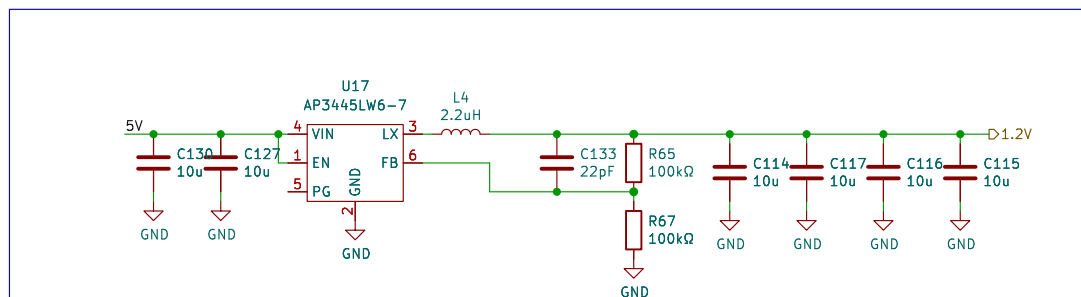 U17
AP3445LW6-7
5V
C130
10u
C127
10u
4
VIN
1
EN
5
PG
GND
2
LX
3
FB
6
L4
2.2uH
C133
22pF
R65
100kΩ
R67
100kΩ
C114
10u
C117
10u
C116
10u
C115
10u
1.2V
GND
GND
GND
GND
GND
GND
GND
GND